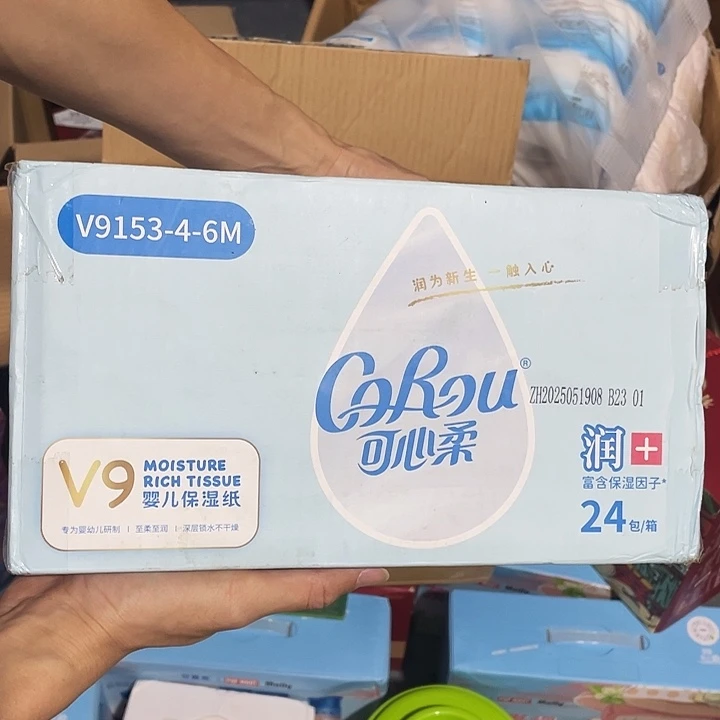 V9153-4-6M
润为新生 一触入心
CoRou®
可心柔
ZH2025051908 B23 01
V9
MOISTURE
RICH TISSUE
婴儿保湿纸
专为婴幼儿研制 | 至柔至润 | 深层锁水不干燥
润+
富含保湿因子*
24包/箱